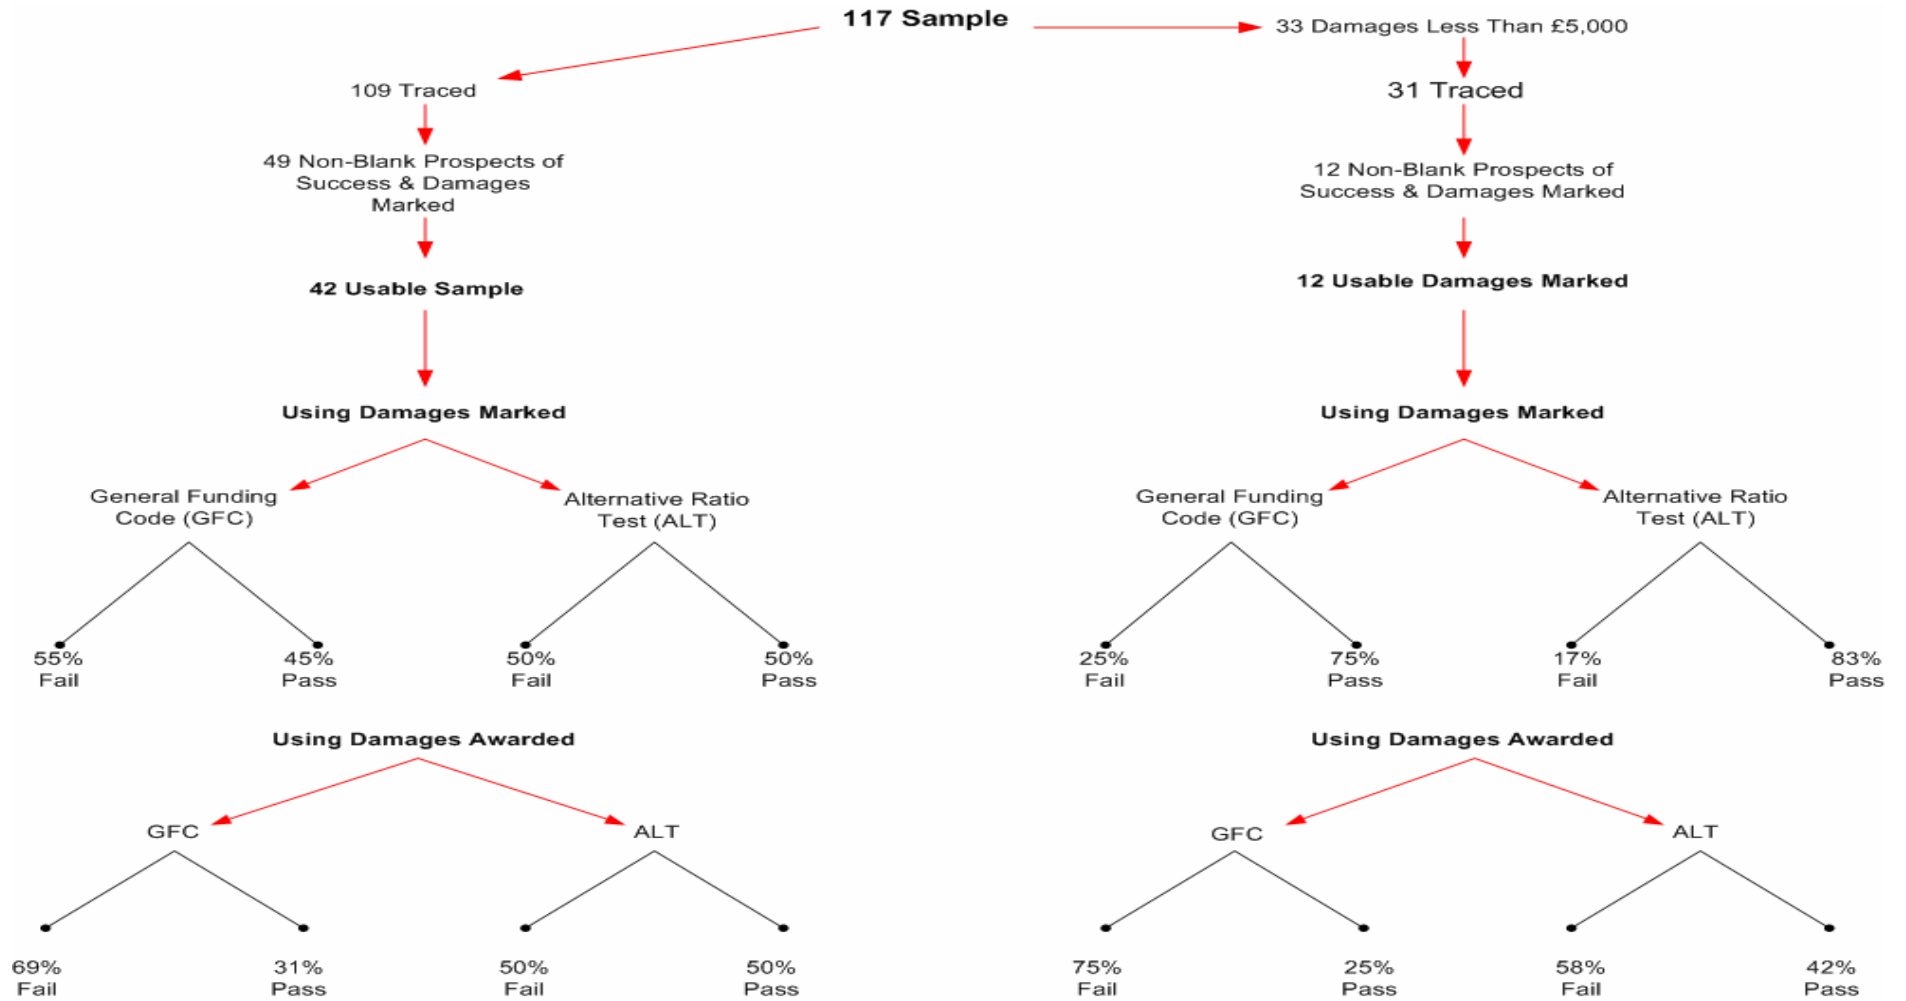 117 Sample
33 Damages Less Than £5,000
109 Traced
31 Traced
49 Non-Blank Prospects of
Success & Damages
Marked
12 Non-Blank Prospects of
Success & Damages Marked
42 Usable Sample
12 Usable Damages Marked
Using Damages Marked
Using Damages Marked
General Funding
Code (GFC)
Alternative Ratio
Test (ALT)
General Funding
Code (GFC)
Alternative Ratio
Test (ALT)
55%
Fail
45%
Pass
50%
Fail
50%
Pass
25%
Fail
75%
Pass
17%
Fail
83%
Pass
Using Damages Awarded
Using Damages Awarded
GFC
ALT
GFC
ALT
69%
Fail
31%
Pass
50%
Fail
50%
Pass
75%
Fail
25%
Pass
58%
Fail
42%
Pass